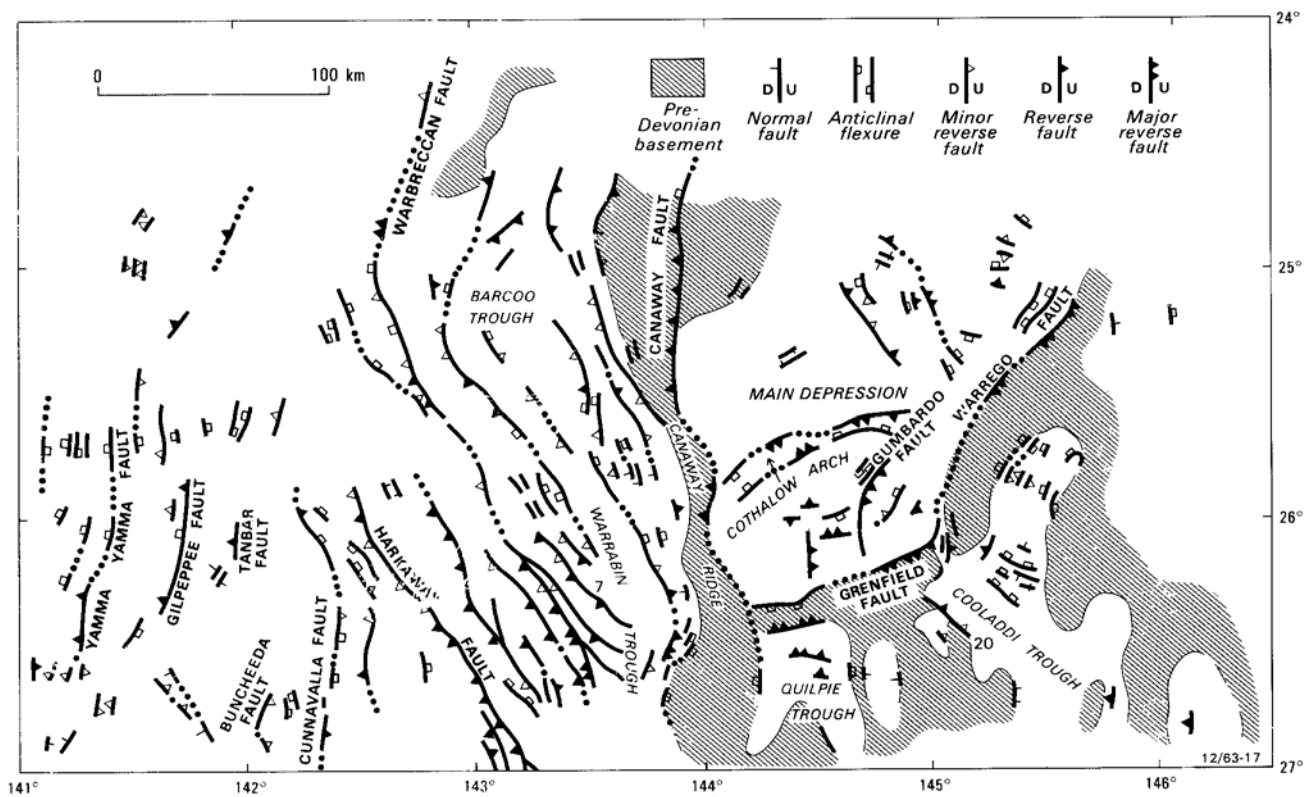 24°
0 100 km
Pre-
Devonian
basement
D U
Normal
fault
Anticlinal
flexure
D U
Minor
reverse
fault
D U
Reverse
fault
D U
Major
reverse
fault
WARBRECCAN FAULT
CANAWAY FAULT
25°
BARCOO
TROUGH
MAIN DEPRESSION
WARREGO FAULT
GUMBARDO
FAULT
COTHALOW ARCH
CANAWAY RIDGE
YAMMA YAMMA FAULT
GILPEPPEE FAULT
TANBAR
FAULT
HARKAWAY FAULT
WARRABIN TROUGH
7
26°
GRENFIELD
FAULT
COOLADDI TROUGH
20
BUNCHEEDA
FAULT
CUNNAVALLA FAULT
QUILPIE
TROUGH
12/63-17
141° 142° 143° 144° 145° 146° 27°